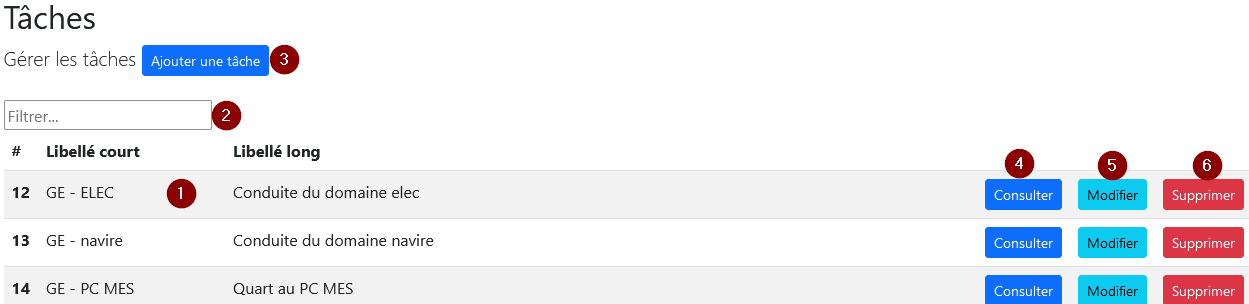 Tâches
Gérer les tâches Ajouter une tâche 3
Filtrer... 2
# Libellé court Libellé long 4 5 6
12 GE - ELEC 1 Conduite du domaine elec Consulter Modifier Supprimer
13 GE - navire Conduite du domaine navire Consulter Modifier Supprimer
14 GE - PC MES Quart au PC MES Consulter Modifier Supprimer